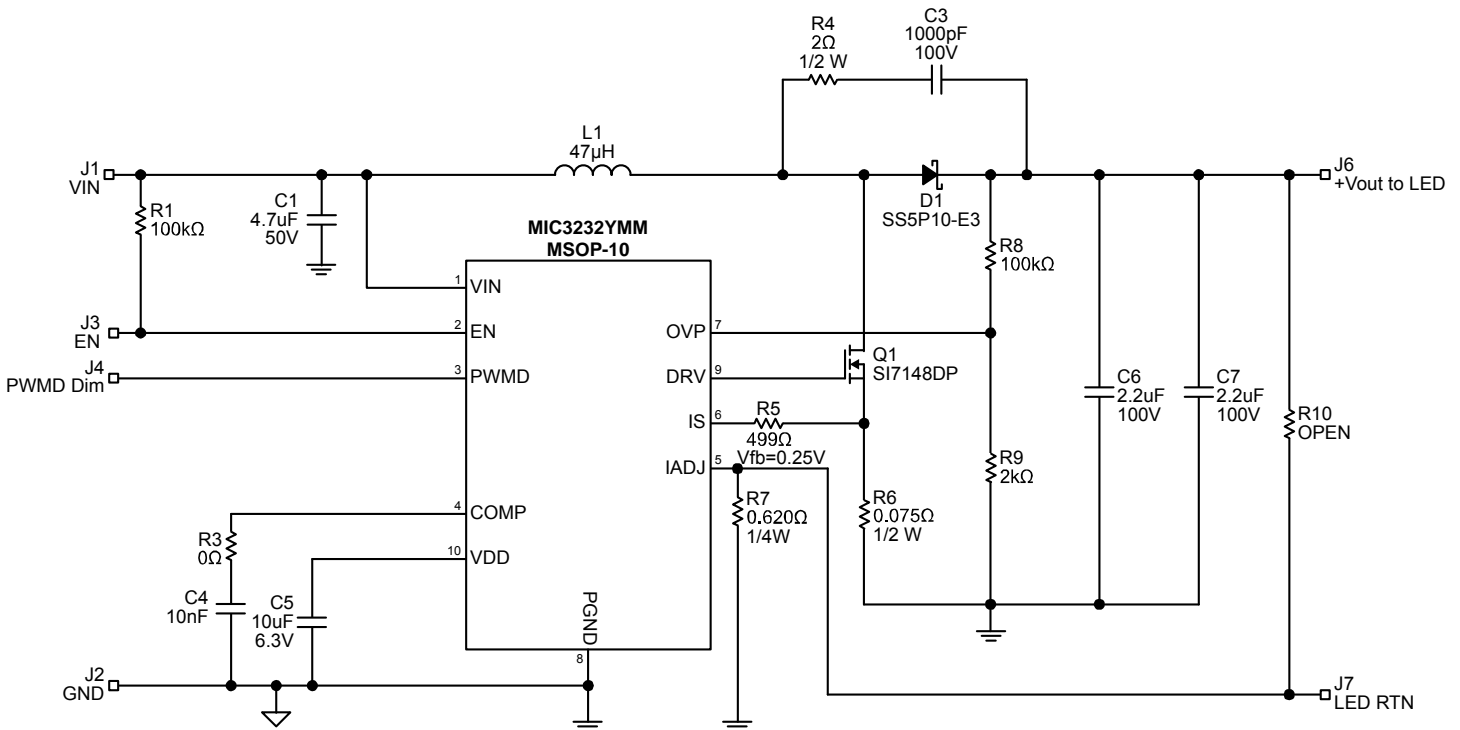 R4
2Ω
1/2 W
C3
1000pF
100V
L1
47µH
J1
VIN
R1
100kΩ
C1
4.7uF
50V
D1
SS5P10-E3
J6
+Vout to LED
MIC3232YMM
MSOP-10
R8
100kΩ
1
VIN
J3
EN
2
EN
OVP
7
J4
PWMD Dim
3
PWMD
DRV
9
Q1
SI7148DP
C6
2.2uF
100V
C7
2.2uF
100V
R10
OPEN
IS
6
R5
499Ω
Vfb=0.25V
IADJ
5
R9
2kΩ
R7
0.620Ω
1/4W
R6
0.075Ω
1/2 W
4
COMP
R3
0Ω
10
VDD
C4
10nF
C5
10uF
6.3V
PGND
8
J2
GND
J7
LED RTN